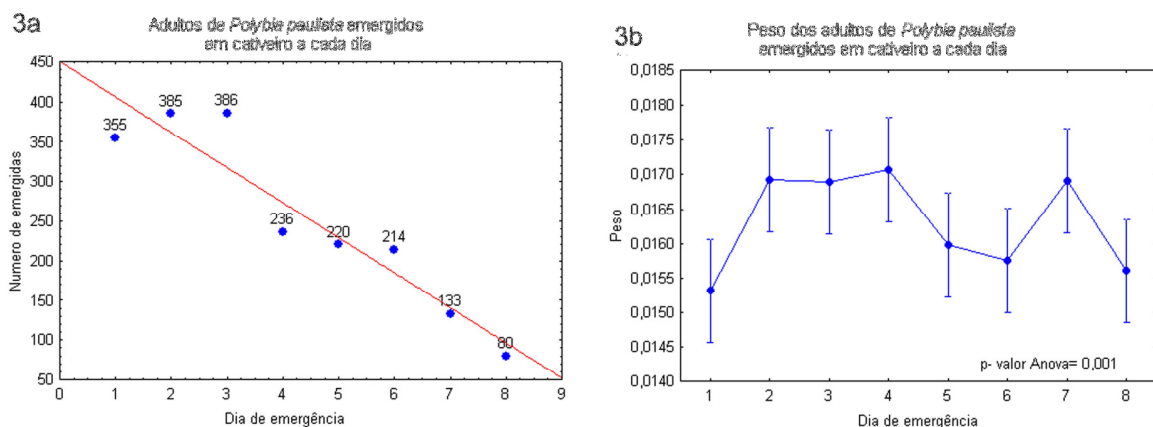 3a
Adultos de Polybia paulista emergidos
em cativeiro a cada dia
Numero de emergidas
450
400
350
300
250
200
150
100
50
355
385
386
236
220
214
133
80
0 1 2 3 4 5 6 7 8 9
Dia de emergência
3b
Peso dos adultos de Polybia paulista
emergidos em cativeiro a cada dia
Peso
0,0185
0,0180
0,0175
0,0170
0,0165
0,0160
0,0155
0,0150
0,0145
0,0140
p- valor Anova= 0,001
1 2 3 4 5 6 7 8
Dia de emergência